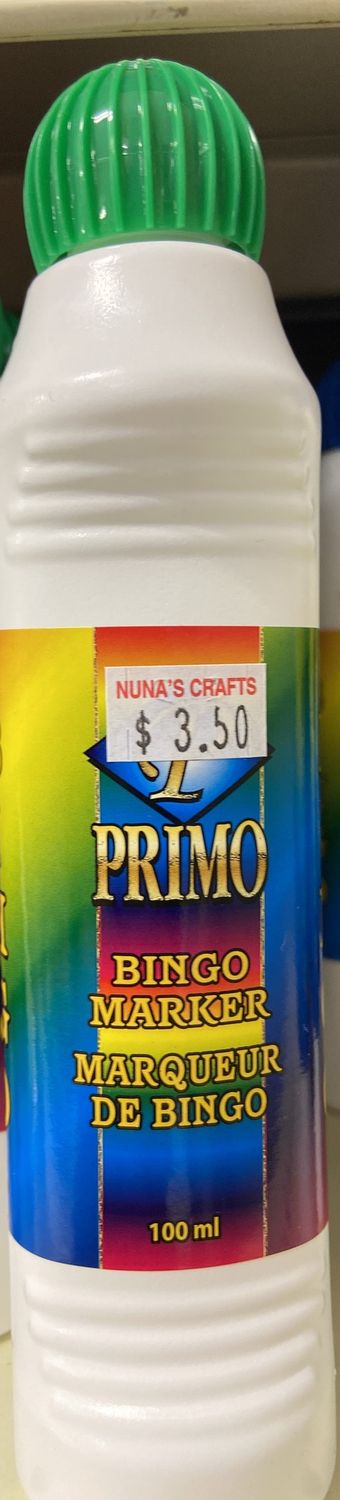 NUNA'S CRAFTS
$ 3.50
PRIMO
BINGO
MARKER
MARQUEUR
DE BINGO
100 ml